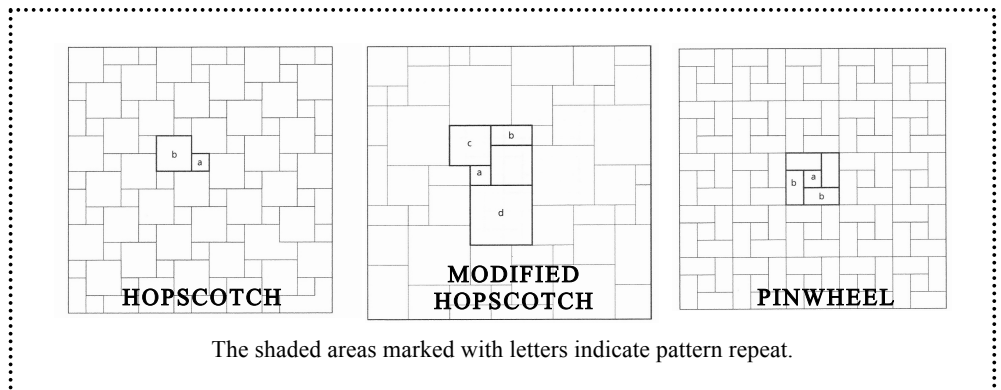 b
a
HOPSCOTCH
c
b
a
d
MODIFIED
HOPSCOTCH
b
a
b
PINWHEEL
The shaded areas marked with letters indicate pattern repeat.